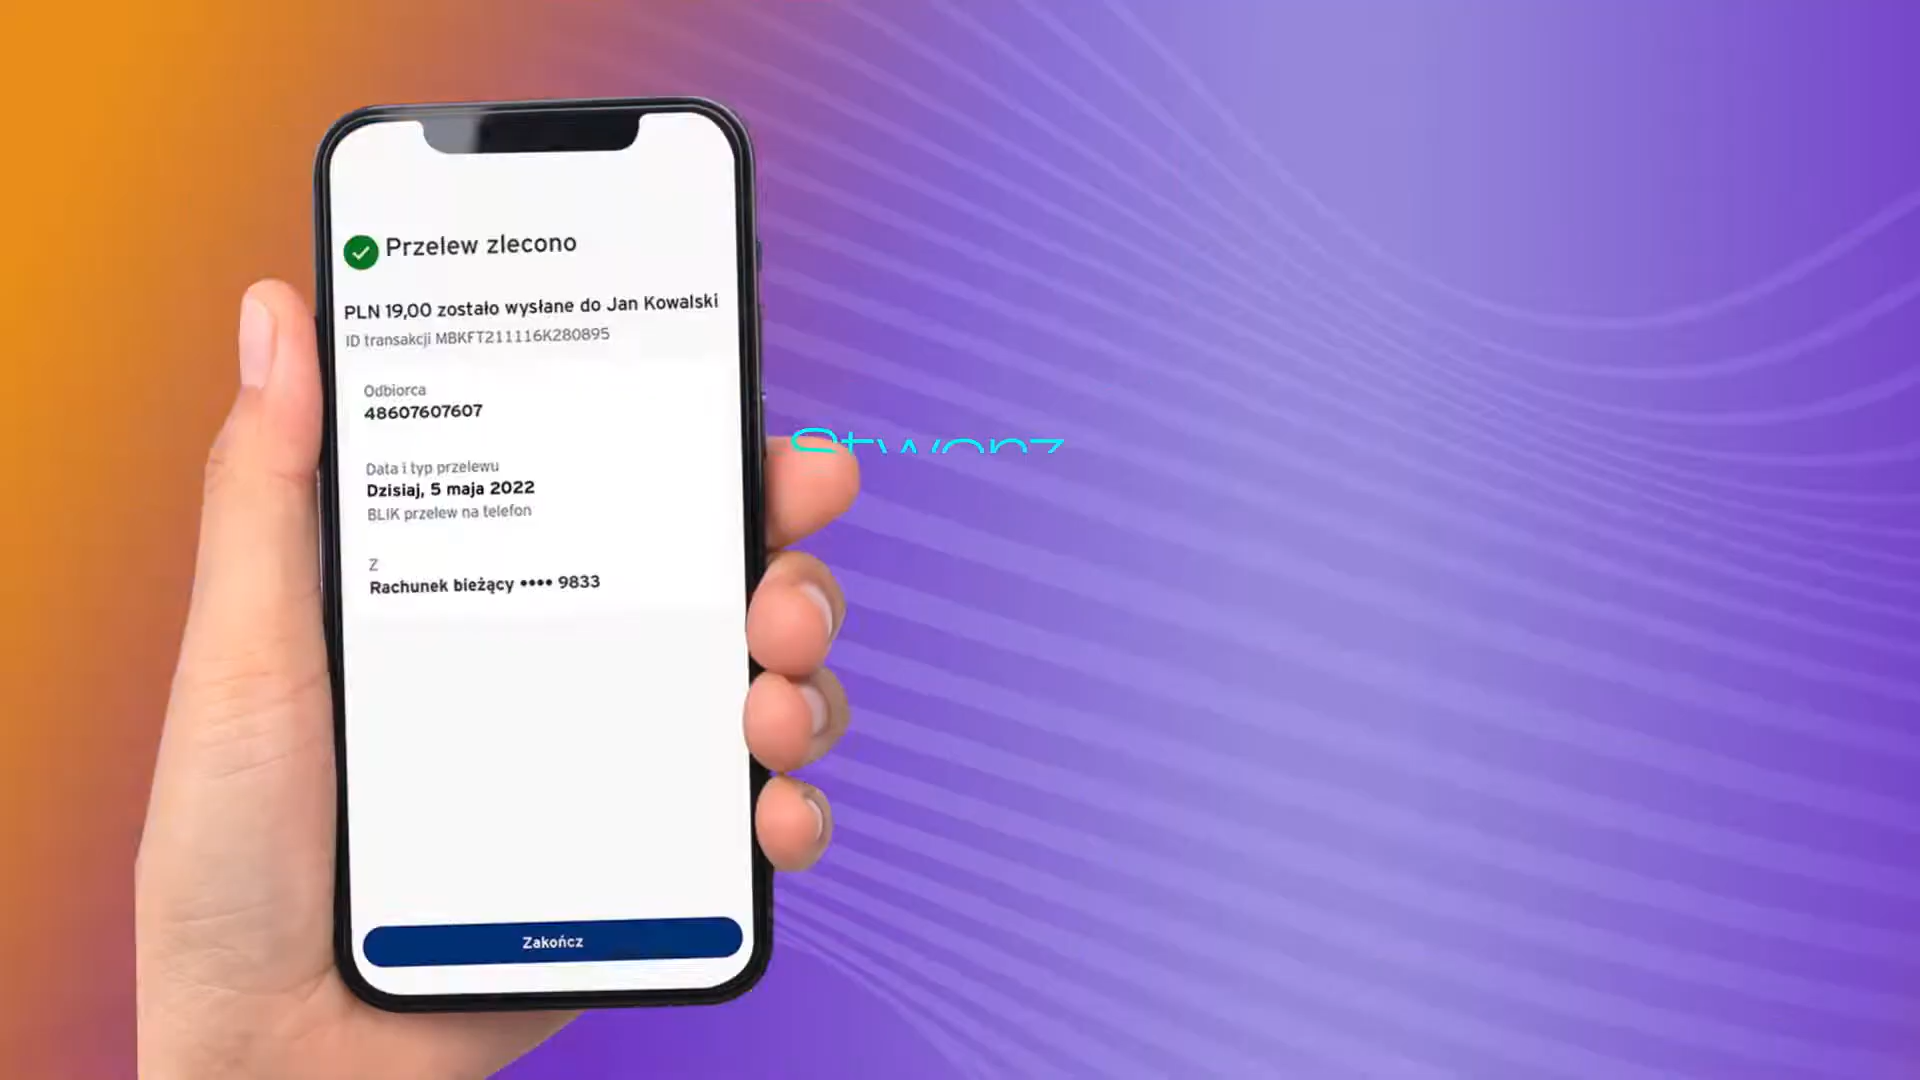 Przelew zlecono
PLN 19,00 zostało wysłane do Jan Kowalski
ID transakcji MBKFT211116K280895
Odbiorca
48607607607
Data i typ przelewu
Dzisiaj, 5 maja 2022
BLIK przelew na telefon
Z
Rachunek bieżący •••• 9833
Zakończ